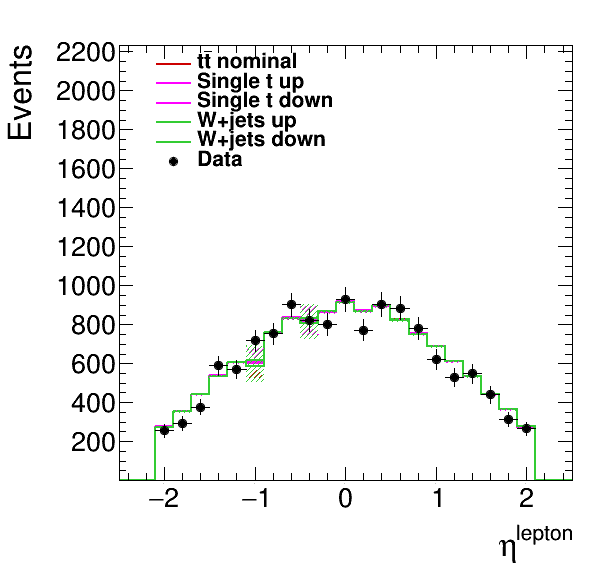 Events
2200
2000
1800
1600
1400
1200
1000
800
600
400
200
tt̄ nominal
Single t up
Single t down
W+jets up
W+jets down
Data
−2 −1 0 1 2
η^lepton